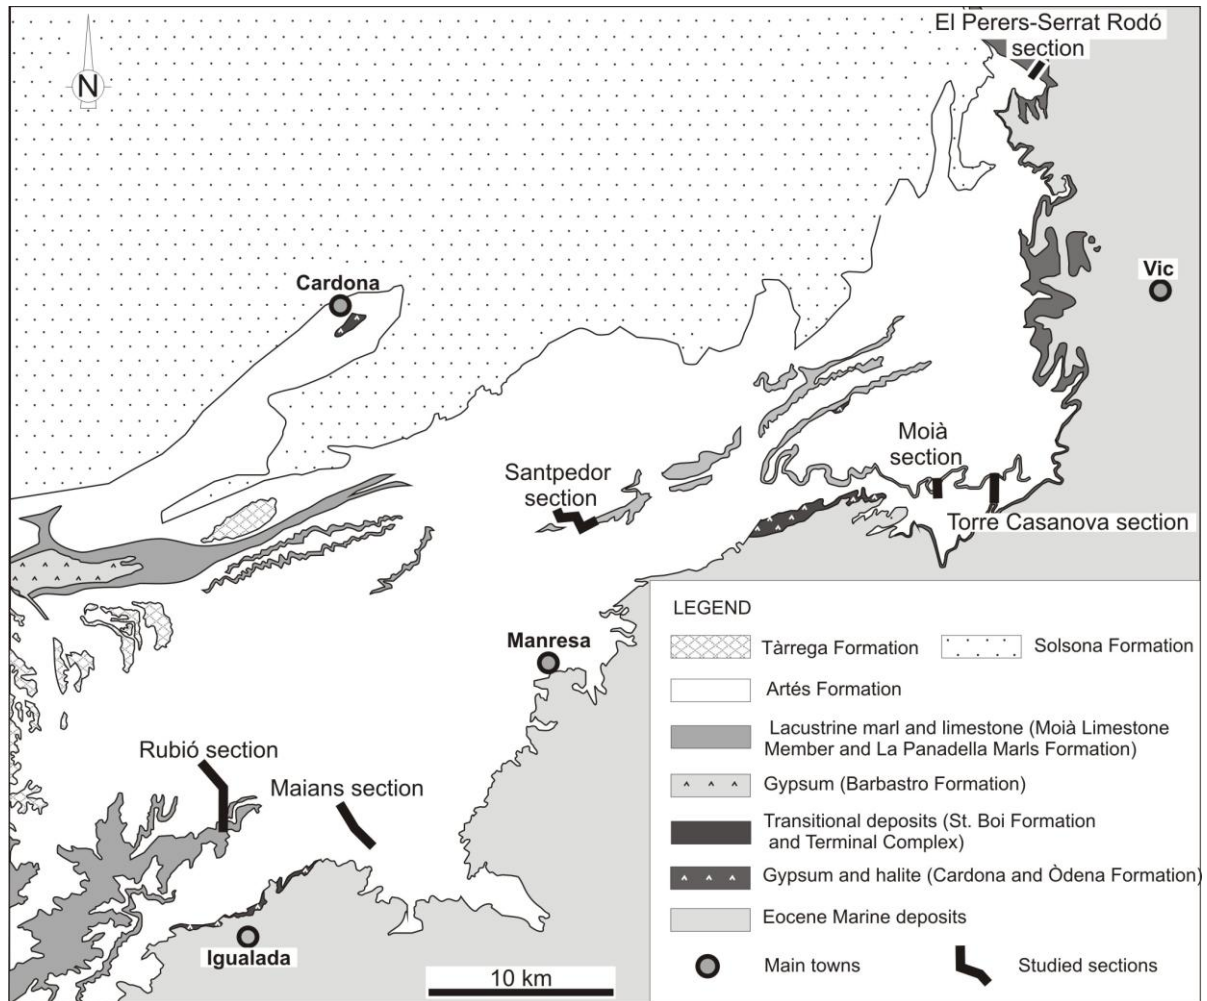 El Perers-Serrat Rodó
section
N
Vic
Cardona
Moià
section
Santpedor
section
Torre Casanova section
Manresa
Rubió section
Maians section
Igualada
10 km
LEGEND
Tàrrega Formation
Solsona Formation
Artés Formation
Lacustrine marl and limestone (Moià Limestone
Member and La Panadella Marls Formation)
Gypsum (Barbastro Formation)
Transitional deposits (St. Boi Formation
and Terminal Complex)
Gypsum and halite (Cardona and Òdena Formation)
Eocene Marine deposits
Main towns
Studied sections